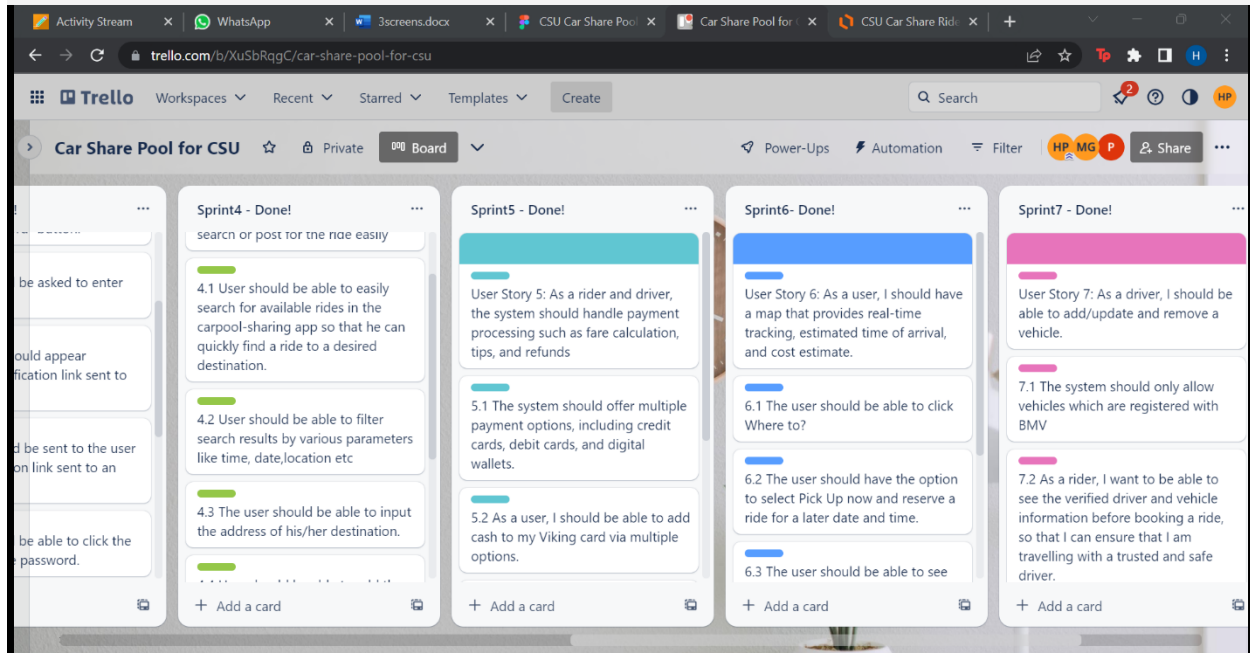 Activity Stream
WhatsApp
3screens.docx
CSU Car Share Pool
Car Share Pool for
CSU Car Share Ride
trello.com/b/XuSbRqgC/car-share-pool-for-csu
Tp
H
Trello
Workspaces
Recent
Starred
Templates
Create
Search
2
HP
Car Share Pool for CSU
Private
Board
Power-Ups
Automation
Filter
HP
MG
P
Share
be asked to enter
ould appear
fication link sent to
d be sent to the user
on link sent to an
be able to click the
password.
Sprint4 - Done!
search or post for the ride easily
4.1 User should be able to easily
search for available rides in the
carpool-sharing app so that he can
quickly find a ride to a desired
destination.
4.2 User should be able to filter
search results by various parameters
like time, date,location etc
4.3 The user should be able to input
the address of his/her destination.
+ Add a card
Sprint5 - Done!
User Story 5: As a rider and driver,
the system should handle payment
processing such as fare calculation,
tips, and refunds
5.1 The system should offer multiple
payment options, including credit
cards, debit cards, and digital
wallets.
5.2 As a user, I should be able to add
cash to my Viking card via multiple
options.
+ Add a card
Sprint6- Done!
User Story 6: As a user, I should have
a map that provides real-time
tracking, estimated time of arrival,
and cost estimate.
6.1 The user should be able to click
Where to?
6.2 The user should have the option
to select Pick Up now and reserve a
ride for a later date and time.
6.3 The user should be able to see
+ Add a card
Sprint7 - Done!
User Story 7: As a driver, I should be
able to add/update and remove a
vehicle.
7.1 The system should only allow
vehicles which are registered with
BMV
7.2 As a rider, I want to be able to
see the verified driver and vehicle
information before booking a ride,
so that I can ensure that I am
travelling with a trusted and safe
driver.
+ Add a card